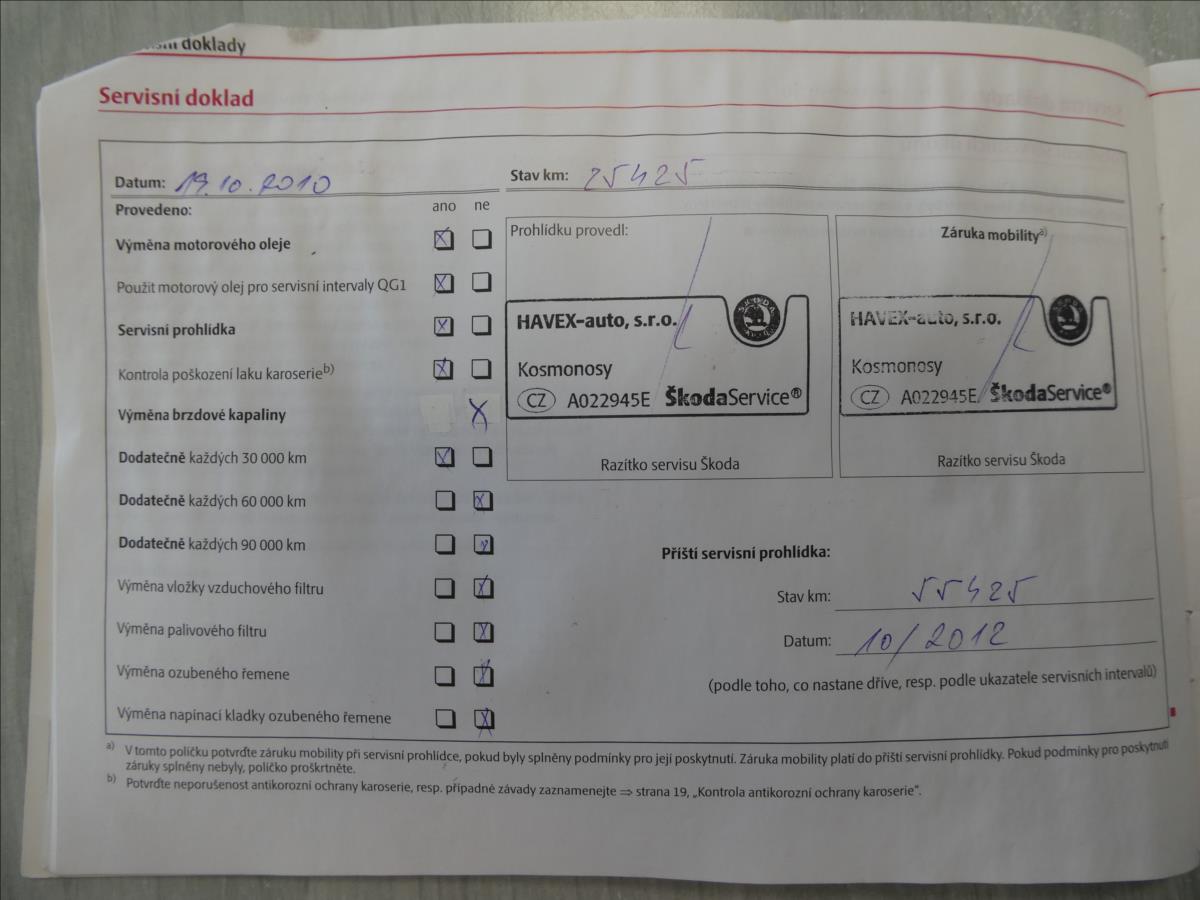 doklady
Servisní doklad
Datum: 19.10.2010
Stav km: 25425
Provedeno: ano ne
Výměna motorového oleje
Použit motorový olej pro servisní intervaly QG1
Servisní prohlídka
Kontrola poškození laku karoserie b)
Výměna brzdové kapaliny
Dodatečně každých 30 000 km
Dodatečně každých 60 000 km
Dodatečně každých 90 000 km
Výměna vložky vzduchového filtru
Výměna palivového filtru
Výměna ozubeného řemene
Výměna napínací kladky ozubeného řemene
Prohlídku provedl:
HAVEX-auto, s.r.o.
Kosmonosy
CZ A022945E ŠkodaService®
Razítko servisu Škoda
Záruka mobility a)
HAVEX-auto, s.r.o.
Kosmonosy
CZ A022945E ŠkodaService®
Razítko servisu Škoda
Příští servisní prohlídka:
Stav km: 55425
Datum: 10/2012
(podle toho, co nastane dříve, resp. podle ukazatele servisních intervalů)
a) V tomto políčku potvrďte záruku mobility při servisní prohlídce, pokud byly splněny podmínky pro její poskytnutí. Záruka mobility platí do příští servisní prohlídky. Pokud podmínky pro poskytnutí
záruky splněny nebyly, políčko proškrtněte.
b) Potvrďte neporušenost antikorozní ochrany karoserie, resp. případné závady zaznamenejte ⇒ strana 19, „Kontrola antikorozní ochrany karoserie“.